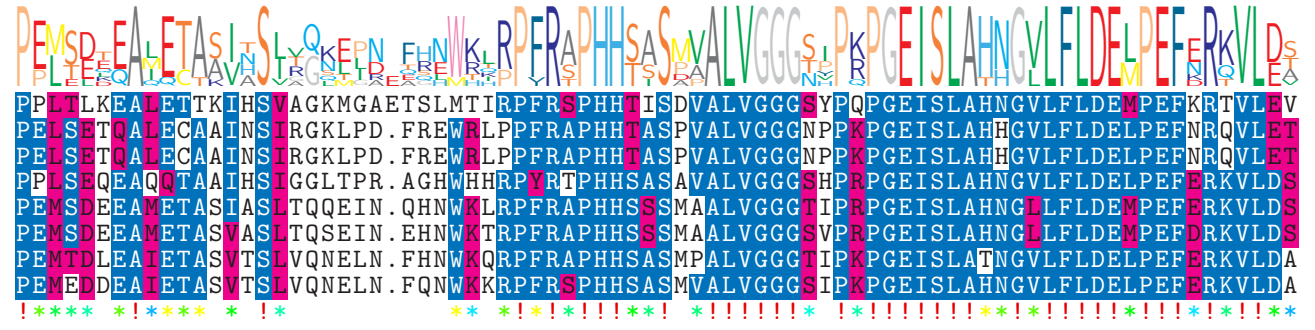 PPLTLKEALETTKIHSVAGKMGAETSLMTIRPFRSPHHTISDVALVGGGSYPQPGEISLAHNGVLFLDEMPEFKRTVLEV
PELSETQALECAAINSIRGKLPD.FREWRLPPFRAPHHTASPVALVGGGNPPKPGEISLAHHGVLFLDELPEFNRQVLET
PELSETQALECAAINSIRGKLPD.FREWRLPPFRAPHHTASPVALVGGGNPPKPGEISLAHHGVLFLDELPEFNRQVLET
PPLSEQEAQQTAAIHSIGGLTPR.AGHWHHRPYRTPHHSASAVALVGGGSHPRPGEISLAHNGVLFLDELPEFERKVLDS
PEMSDEEAMETASIASLTQQEIN.QHNWKLRPFRAPHHSSSMAALVGGGTIPRPGEISLAHNGLLFLDEMPEFERKVLDS
PEMSDEEAMETASVASLTQSEIN.EHNWKTRPFRAPHHSSSMAALVGGGSVPRPGEISLAHNGLLFLDEMPEFDRKVLDS
PEMTDLEAIETASVTSLVQNELN.FHNWKQRPFRAPHHSASMPALVGGGTIPKPGEISLATNGVLFLDELPEFERKVLDA
PEMEDDEAIETASVTSLVQNELN.FQNWKKRPFRSPHHSASMVALVGGGSIPKPGEISLAHNGVLFLDELPEFERKVLDA